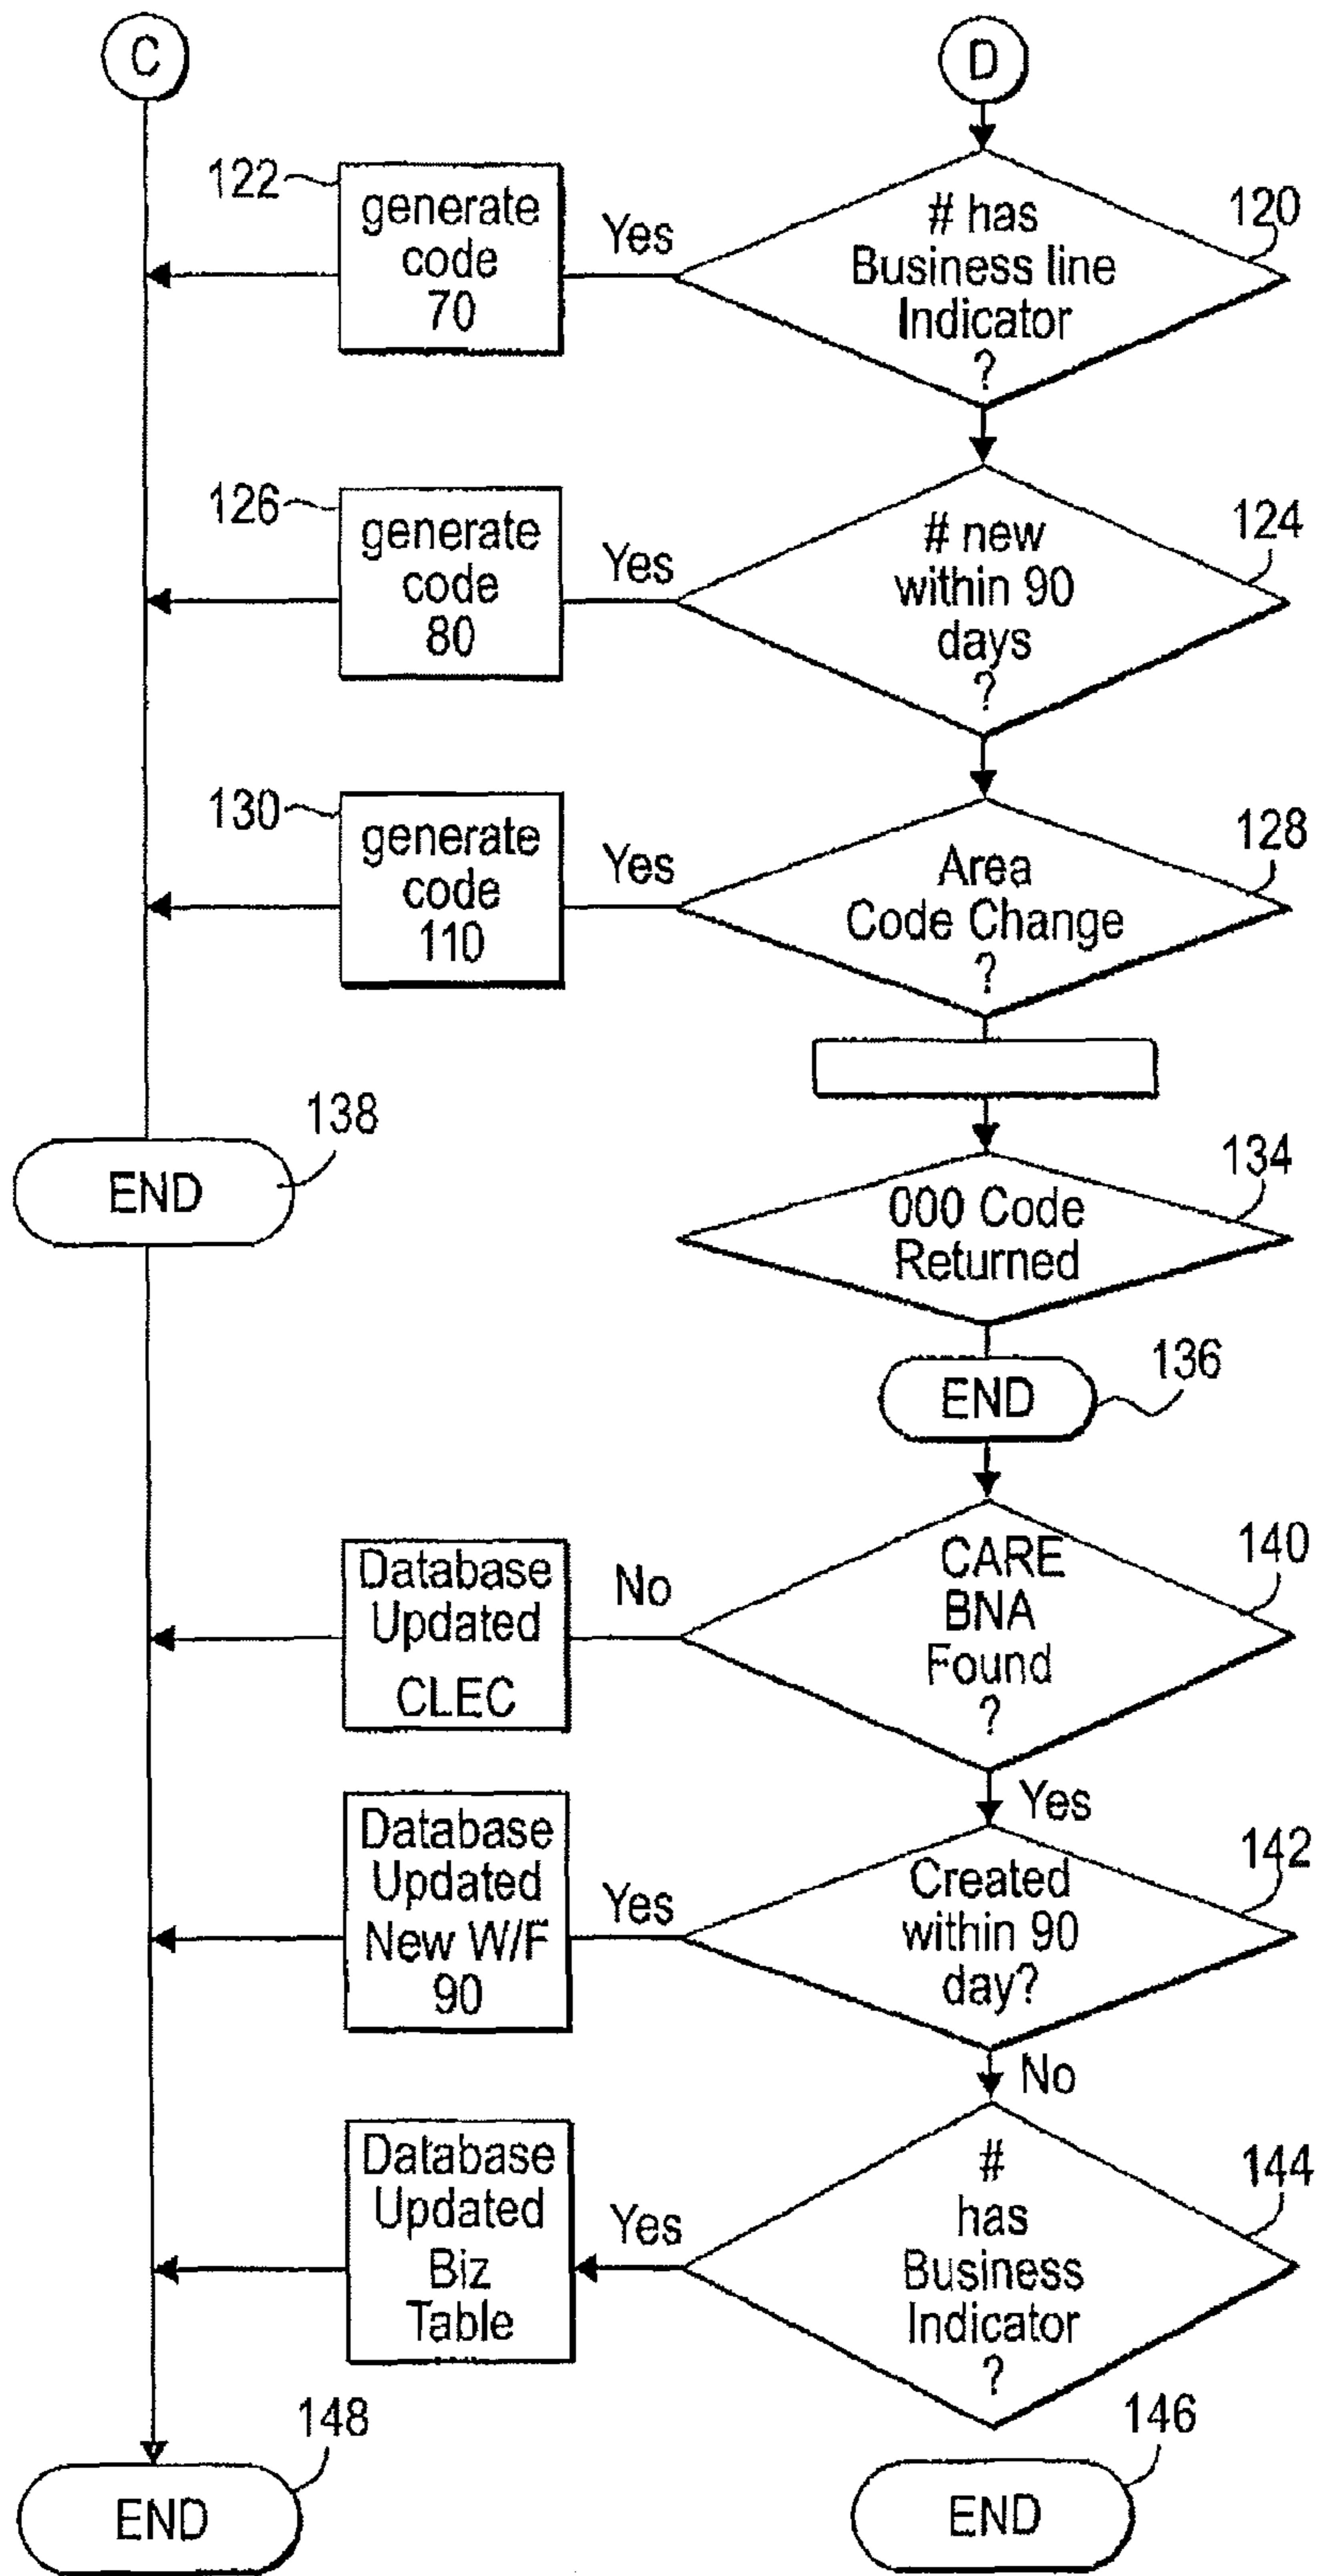 C
D
122
generate
code
70
Yes
# has
Business line
Indicator
?
120
126
generate
code
80
Yes
# new
within 90
days
?
124
130
generate
code
110
Yes
Area
Code Change
?
128
138
END
000 Code
Returned
134
END
136
Database
Updated
CLEC
No
CARE
BNA
Found
?
140
Yes
Database
Updated
New W/F
90
Yes
Created
within 90
day?
142
No
Database
Updated
Biz
Table
Yes
#
has
Business
Indicator
?
144
148
END
146
END